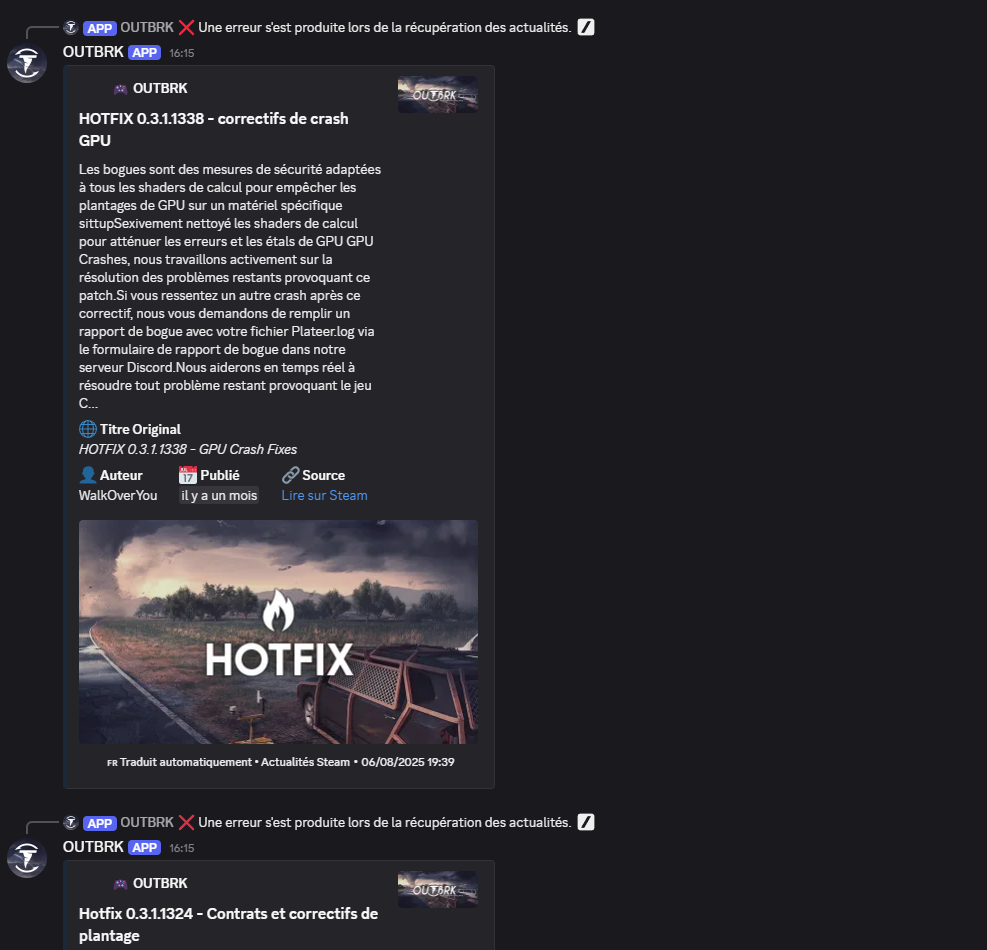 APP OUTBRK ❌ Une erreur s'est produite lors de la récupération des actualités.
OUTBRK APP 16:15
🎮 OUTBRK
OUTBRK
HOTFIX 0.3.1.1338 - correctifs de crash
GPU
Les bogues sont des mesures de sécurité adaptées
à tous les shaders de calcul pour empêcher les
plantages de GPU sur un matériel spécifique
sittupSexivement nettoyé les shaders de calcul
pour atténuer les erreurs et les étals de GPU GPU
Crashes, nous travaillons activement sur la
résolution des problèmes restants provoquant ce
patch.Si vous ressentez un autre crash après ce
correctif, nous vous demandons de remplir un
rapport de bogue avec votre fichier Plateer.log via
le formulaire de rapport de bogue dans notre
serveur Discord.Nous aiderons en temps réel à
résoudre tout problème restant provoquant le jeu
C...
🌐 Titre Original
HOTFIX 0.3.1.1338 - GPU Crash Fixes
👤 Auteur 📅 Publié 🔗 Source
WalkOverYou il y a un mois Lire sur Steam
HOTFIX
FR Traduit automatiquement • Actualités Steam • 06/08/2025 19:39
APP OUTBRK ❌ Une erreur s'est produite lors de la récupération des actualités.
OUTBRK APP 16:15
🎮 OUTBRK
OUTBRK
Hotfix 0.3.1.1324 - Contrats et correctifs de
plantage